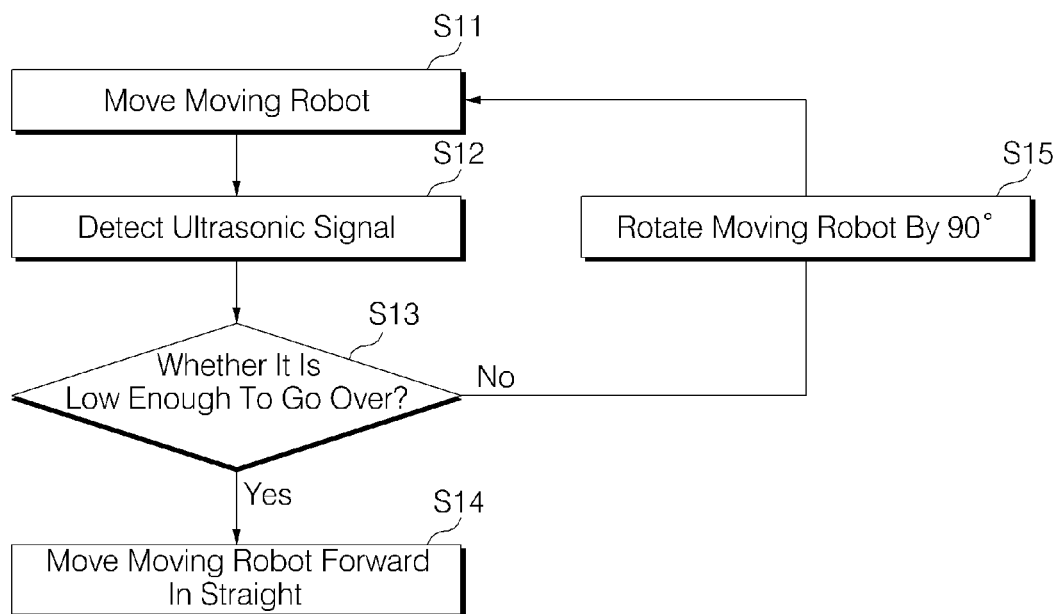 S11
Move Moving Robot
S12
Detect Ultrasonic Signal
S15
Rotate Moving Robot By 90°
S13
Whether It Is
Low Enough To Go Over?
No
Yes
S14
Move Moving Robot Forward
In Straight